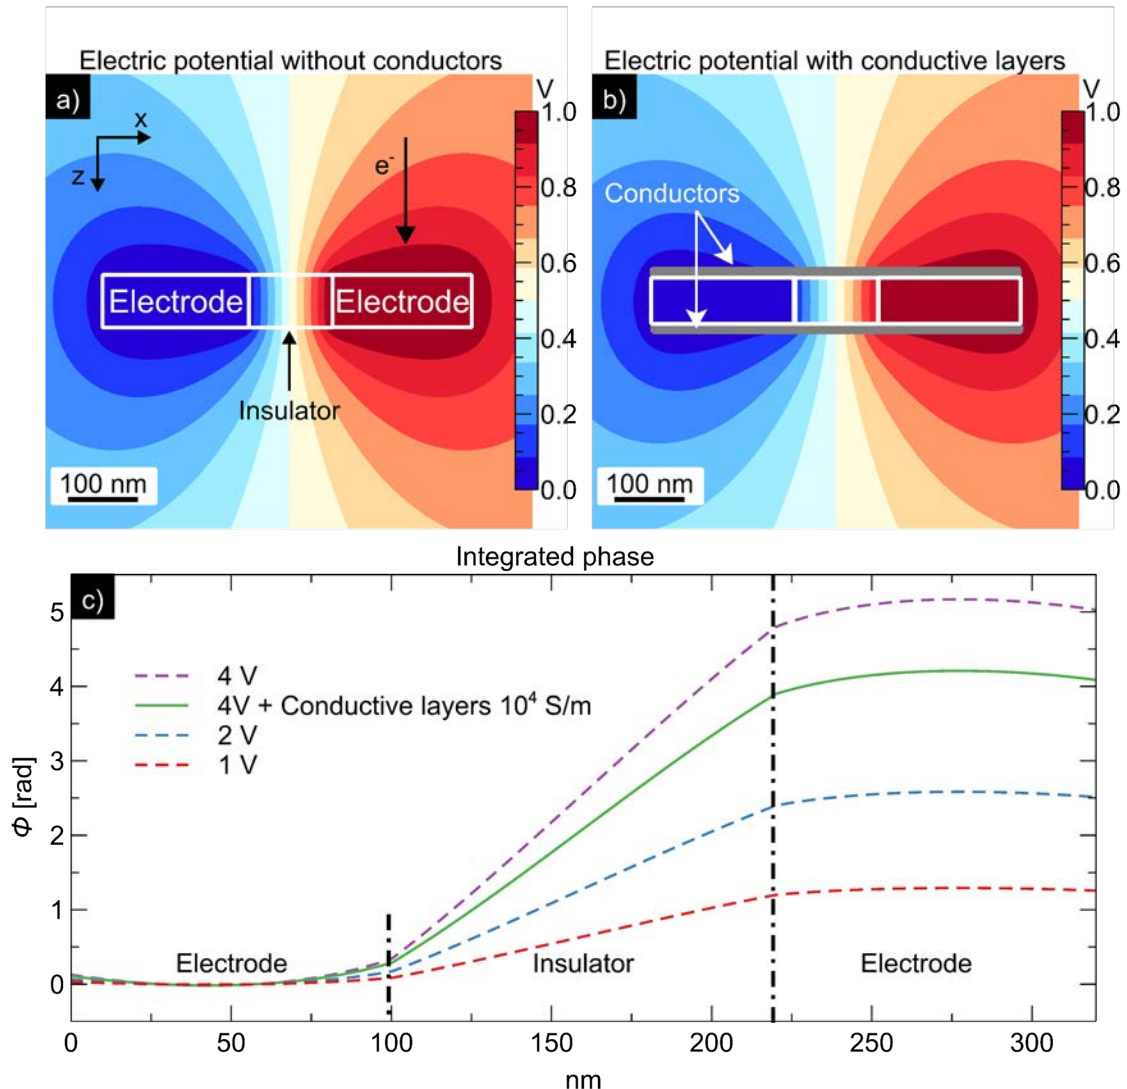 Electric potential without conductors
a)
x
z
e-
Electrode
Electrode
Insulator
100 nm
V
1.0
0.8
0.6
0.4
0.2
0.0
Electric potential with conductive layers
b)
Conductors
100 nm
V
1.0
0.8
0.6
0.4
0.2
0.0
Integrated phase
c)
4 V
4V + Conductive layers 10⁴ S/m
2 V
1 V
Φ [rad]
5
4
3
2
1
0
Electrode
Insulator
Electrode
0 50 100 150 200 250 300
nm